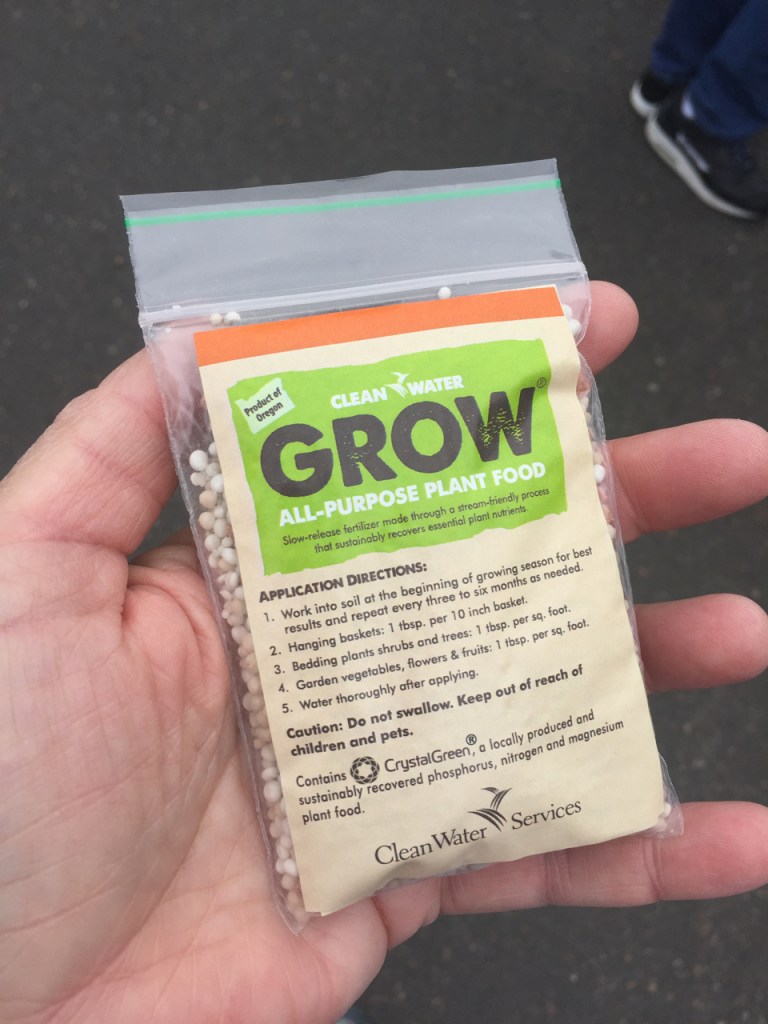 Product of
Oregon
CLEAN WATER
GROW®
ALL-PURPOSE PLANT FOOD
Slow-release fertilizer made through a stream-friendly process
that sustainably recovers essential plant nutrients.
APPLICATION DIRECTIONS:
1. Work into soil at the beginning of growing season for best
results and repeat every three to six months as needed.
2. Hanging baskets: 1 tbsp. per 10 inch basket.
3. Bedding plants shrubs and trees: 1 tbsp. per sq. foot.
4. Garden vegetables, flowers & fruits: 1 tbsp. per sq. foot.
5. Water thoroughly after applying.
Caution: Do not swallow. Keep out of reach of
children and pets.
Contains CrystalGreen®, a locally produced and
sustainably recovered phosphorus, nitrogen and magnesium
plant food.
CleanWater Services